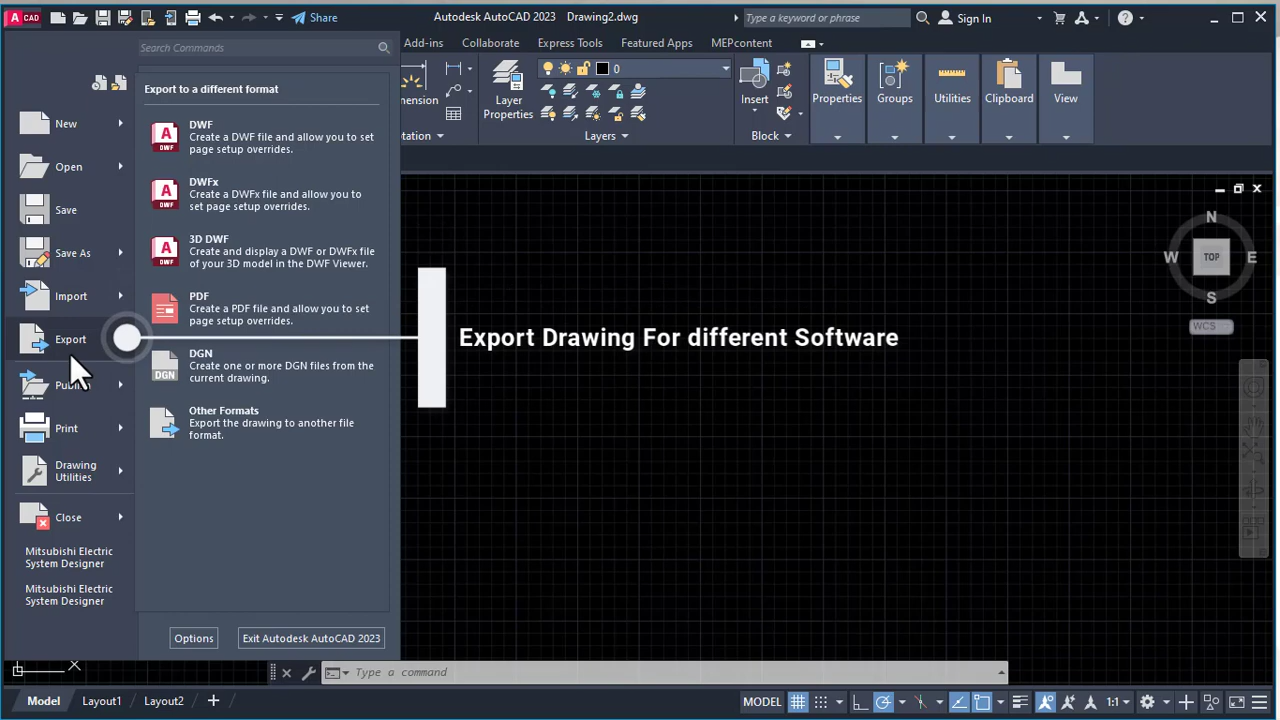 CAD
Share
Autodesk AutoCAD 2023 Drawing2.dwg
Type a keyword or phrase
Sign In
Search Commands
Add-ins
Collaborate
Express Tools
Featured Apps
MEPcontent
0
Layer
Properties
Insert
Properties
Groups
Utilities
Clipboard
View
Layers
Block
Export to a different format
New
Open
Save
Save As
Import
Export
Print
Drawing
Utilities
Close
Mitsubishi Electric
System Designer
Mitsubishi Electric
System Designer
DWF
Create a DWF file and allow you to set
page setup overrides.
DWFx
Create a DWFx file and allow you to
set page setup overrides.
3D DWF
Create and display a DWF or DWFx file
of your 3D model in the DWF Viewer.
PDF
Create a PDF file and allow you to set
page setup overrides.
DGN
Create one or more DGN files from the
current drawing.
Other Formats
Export the drawing to another file
format.
Options
Exit Autodesk AutoCAD 2023
Export Drawing For different Software
N
W
TOP
E
S
WCS
X
Type a command
Model
Layout1
Layout2
MODEL
1:1